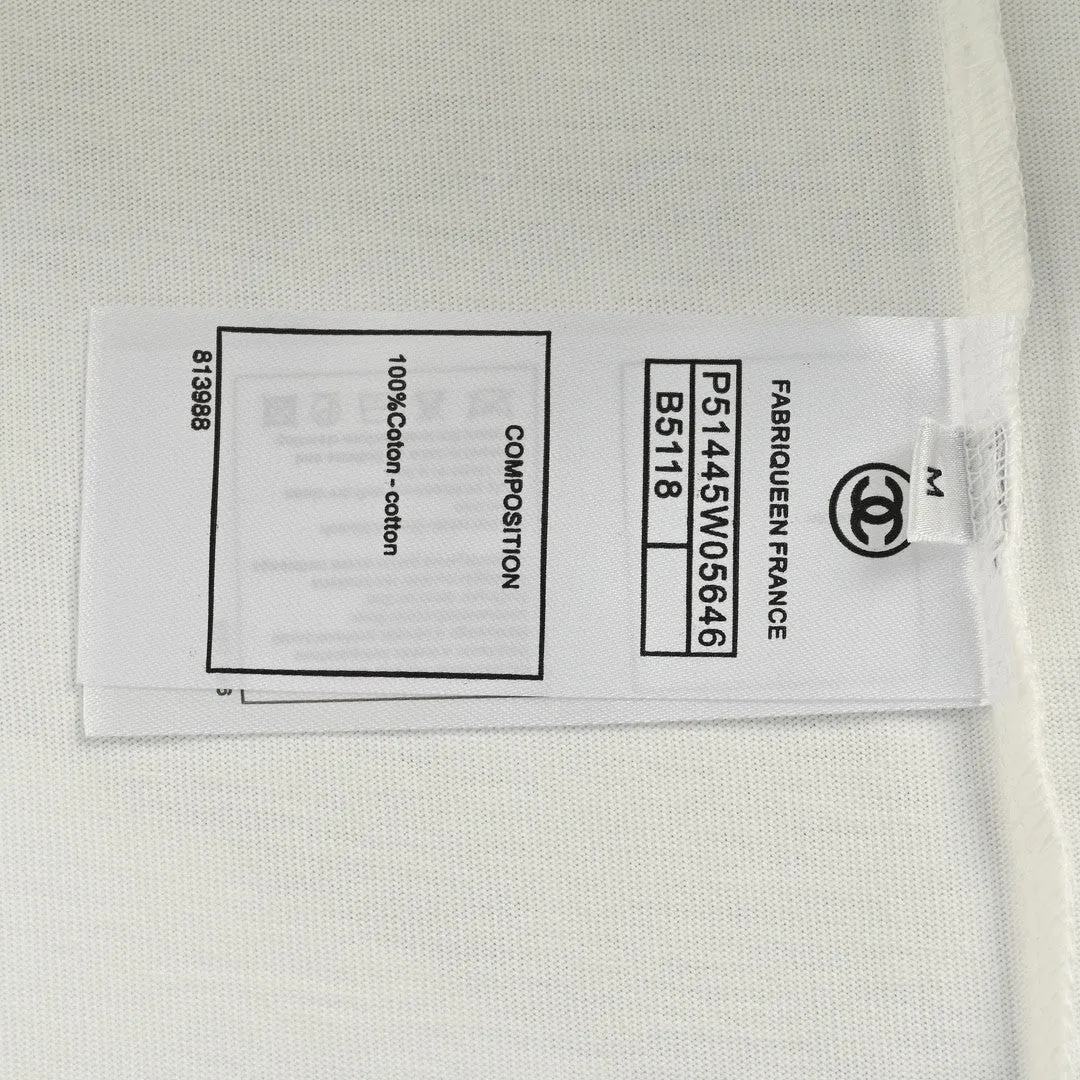 M
FABRIQUEEN FRANCE
P51445W05646
B5118
COMPOSITION
100%Coton - cotton
813988